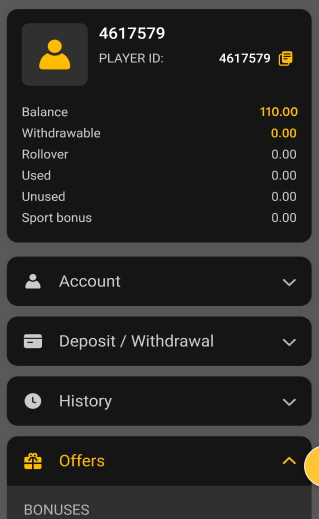 4617579
PLAYER ID: 4617579
Balance 110.00
Withdrawable 0.00
Rollover 0.00
Used 0.00
Unused 0.00
Sport bonus 0.00
Account
Deposit / Withdrawal
History
Offers
BONUSES